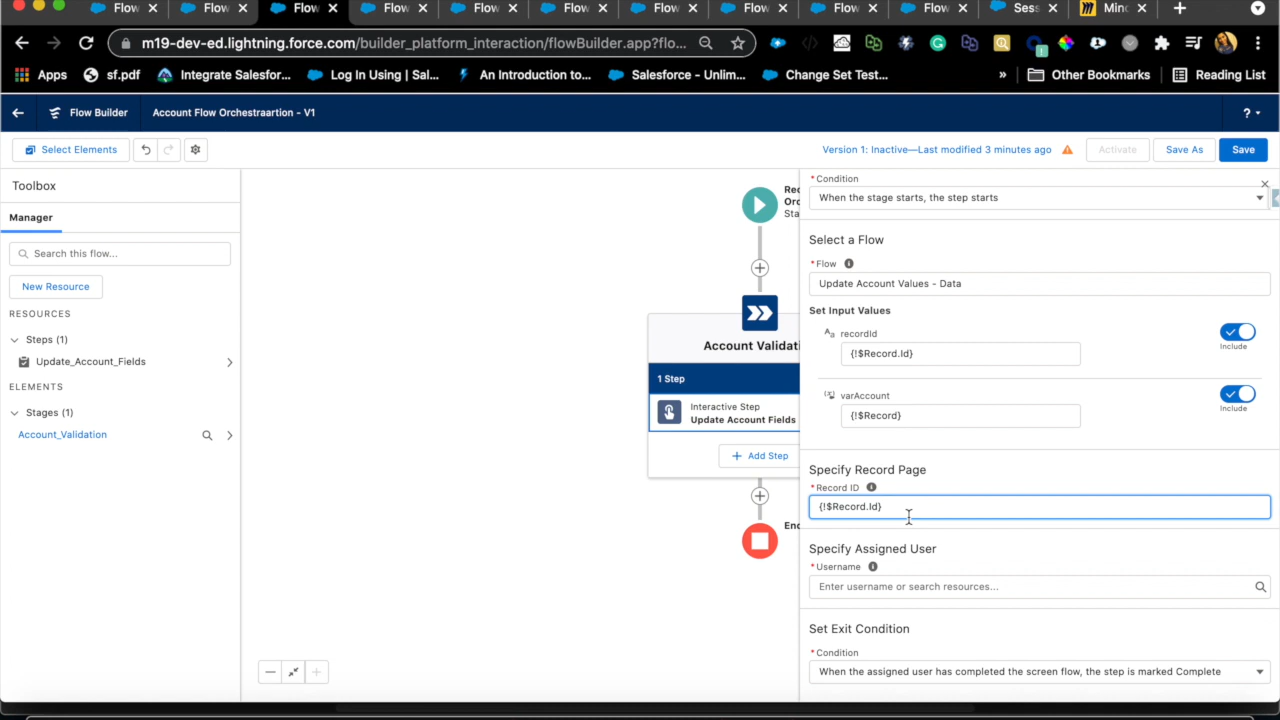 Flow
Flow
Flow
Flow
Flow
Flow
Flow
Flow
Flow
Flow
Sess
Mind
m19-dev-ed.lightning.force.com/builder_platform_interaction/flowBuilder.app?flo...
Apps
sf.pdf
Integrate Salesfor...
Log In Using | Sal...
An Introduction to...
Salesforce - Unlim...
Change Set Test...
»
Other Bookmarks
Reading List
Flow Builder
Account Flow Orchestraartion - V1
?
Select Elements
Version 1: Inactive—Last modified 3 minutes ago
Activate
Save As
Save
Toolbox
Manager
Search this flow...
New Resource
RESOURCES
Steps (1)
Update_Account_Fields
ELEMENTS
Stages (1)
Account_Validation
Rec
Orc
Sta
Account Validati
1 Step
Interactive Step
Update Account Fields
+ Add Step
End
* Condition
When the stage starts, the step starts
Select a Flow
* Flow
Update Account Values - Data
Set Input Values
Aa recordId
{!$Record.Id}
Include
varAccount
{!$Record}
Include
Specify Record Page
* Record ID
{!$Record.Id}
Specify Assigned User
* Username
Enter username or search resources...
Set Exit Condition
* Condition
When the assigned user has completed the screen flow, the step is marked Complete